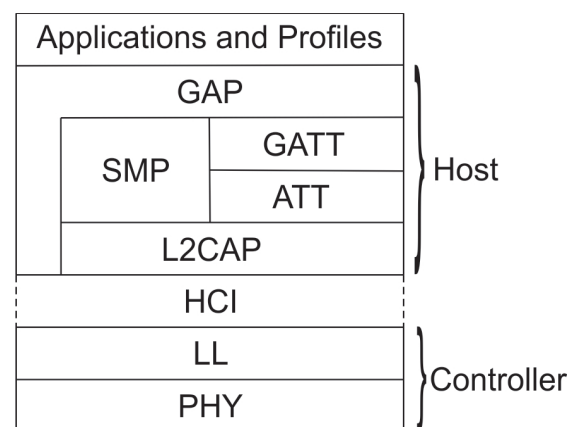 Applications and Profiles
GAP
SMP
GATT
ATT
L2CAP
Host
HCI
LL
PHY
Controller